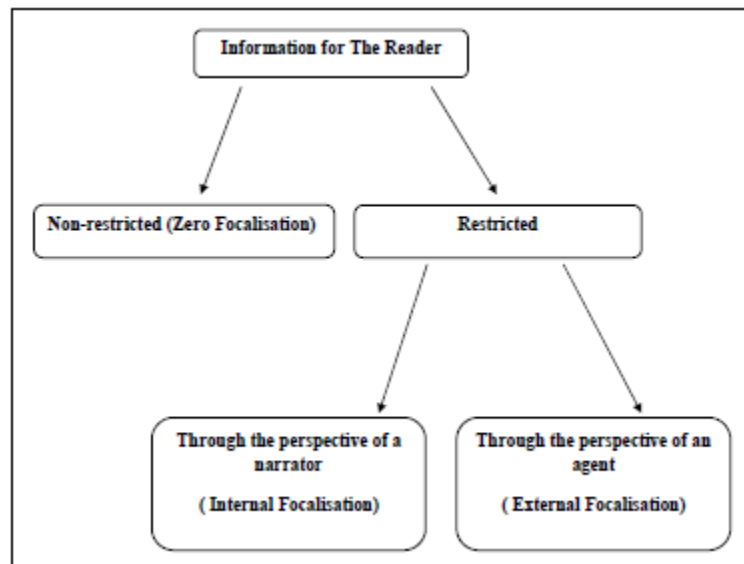 Information for The Reader
Non-restricted (Zero Focalisation)
Restricted
Through the perspective of a
narrator
( Internal Focalisation)
Through the perspective of an
agent
( External Focalisation)